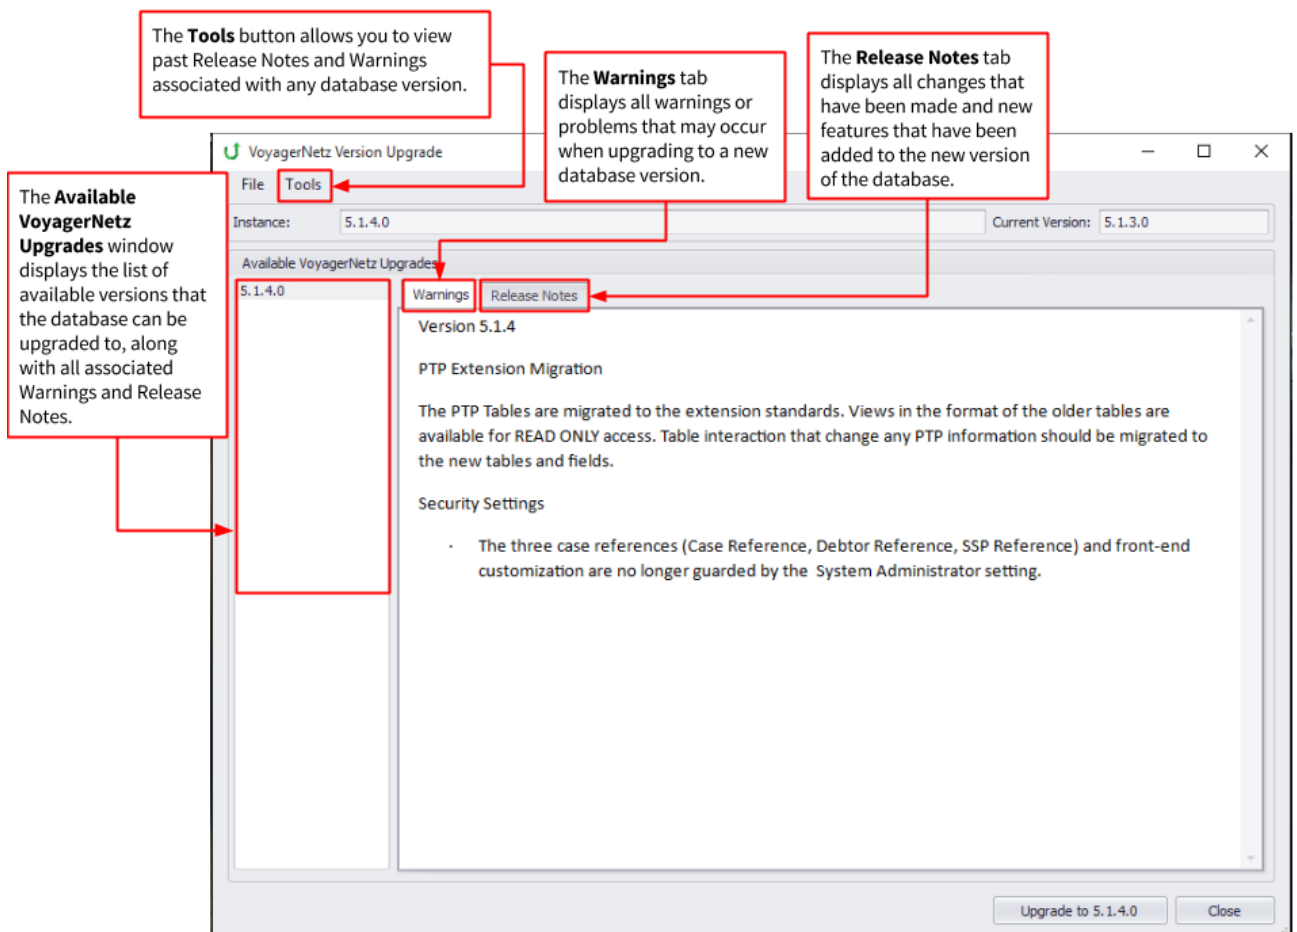 The Tools button allows you to view
past Release Notes and Warnings
associated with any database version.
The Warnings tab
displays all warnings or
problems that may occur
when upgrading to a new
database version.
The Release Notes tab
displays all changes that
have been made and new
features that have been
added to the new version
of the database.
The Available
VoyagerNetz
Upgrades window
displays the list of
available versions that
the database can be
upgraded to, along
with all associated
Warnings and Release
Notes.
VoyagerNetz Version Upgrade
File Tools
Instance: 5.1.4.0 Current Version: 5.1.3.0
Available VoyagerNetz Upgrades
5.1.4.0
Warnings Release Notes
Version 5.1.4
PTP Extension Migration
The PTP Tables are migrated to the extension standards. Views in the format of the older tables are
available for READ ONLY access. Table interaction that change any PTP information should be migrated to
the new tables and fields.
Security Settings
· The three case references (Case Reference, Debtor Reference, SSP Reference) and front-end
customization are no longer guarded by the System Administrator setting.
Upgrade to 5.1.4.0 Close